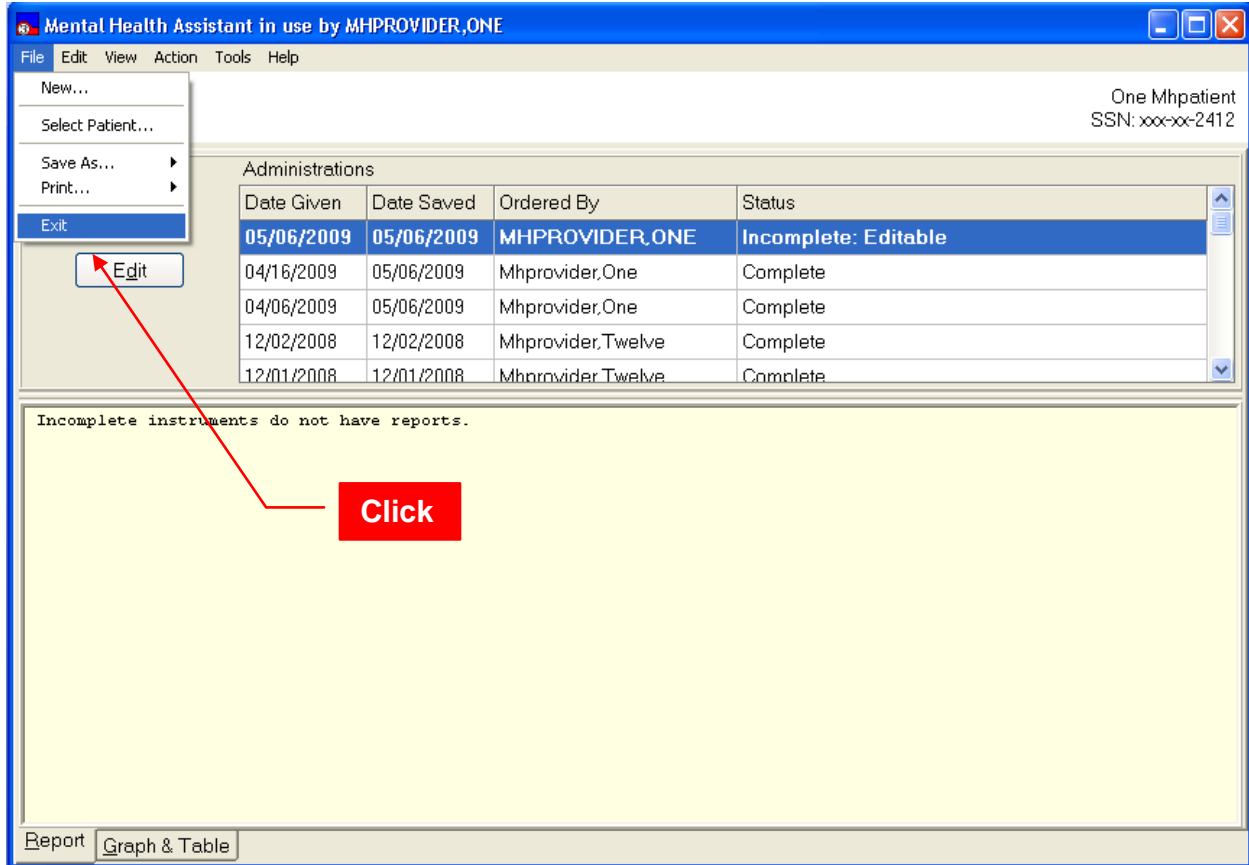 Mental Health Assistant in use by MHPROVIDER,ONE
File Edit View Action Tools Help
New...
Select Patient...
Save As...
Print...
Exit
One Mhpatient
SSN: xxx-xx-2412
Edit
Administrations
Date Given Date Saved Ordered By Status
05/06/2009 05/06/2009 MHPROVIDER,ONE Incomplete: Editable
04/16/2009 05/06/2009 Mhprovider,One Complete
04/06/2009 05/06/2009 Mhprovider,One Complete
12/02/2008 12/02/2008 Mhprovider,Twelve Complete
12/01/2008 12/01/2008 Mhprovider,Twelve Complete
Incomplete instruments do not have reports.
Click
Report Graph & Table